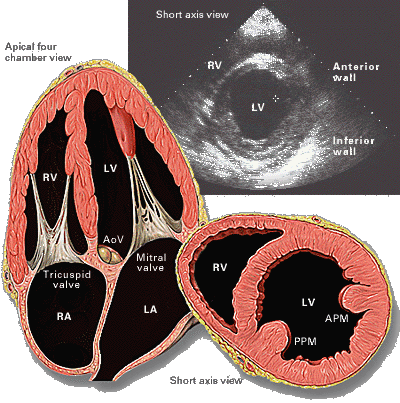 Short axis view
Apical four
chamber view
RV
Anterior
wall
LV
Inferior
wall
RV
LV
AoV
Mitral
valve
Tricuspid
valve
RA
LA
RV
LV
APM
PPM
Short axis view